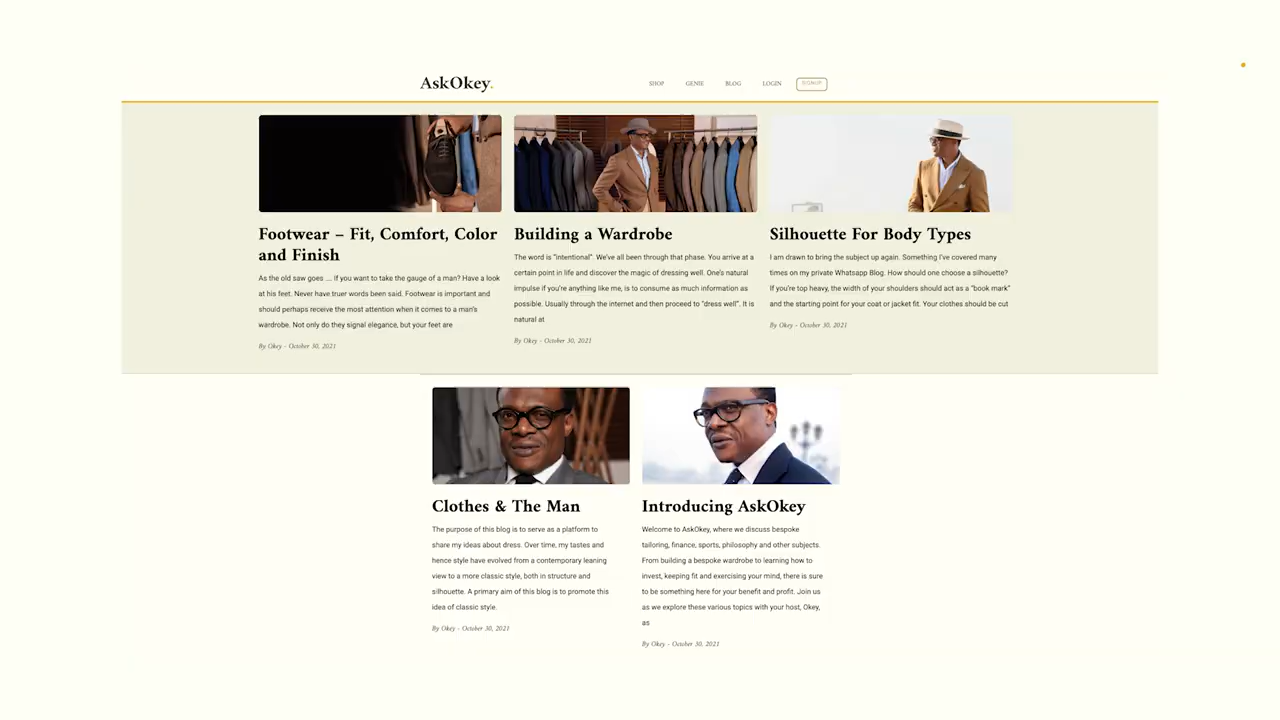 AskOkey.
SHOP GENIE BLOG LOGIN SIGNUP
Footwear – Fit, Comfort, Color
and Finish
As the old saw goes .... If you want to take the gauge of a man? Have a look
at his feet. Never have truer words been said. Footwear is important and
should perhaps receive the most attention when it comes to a man's
wardrobe. Not only do they signal elegance, but your feet are
By Okey - October 30, 2021
Building a Wardrobe
The word is "intentional". We've all been through that phase. You arrive at a
certain point in life and discover the magic of dressing well. One's natural
impulse if you're anything like me, is to consume as much information as
possible. Usually through the internet and then proceed to "dress well". It is
natural at
By Okey - October 30, 2021
Silhouette For Body Types
I am drawn to bring the subject up again. Something I've covered many
times on my private Whatsapp Blog. How should one choose a silhouette?
If you're top heavy, the width of your shoulders should act as a "book mark"
and the starting point for your coat or jacket fit. Your clothes should be cut
By Okey - October 30, 2021
Clothes & The Man
The purpose of this blog is to serve as a platform to
share my ideas about dress. Over time, my tastes and
hence style have evolved from a contemporary leaning
view to a more classic style, both in structure and
silhouette. A primary aim of this blog is to promote this
idea of classic style.
By Okey - October 30, 2021
Introducing AskOkey
Welcome to AskOkey, where we discuss bespoke
tailoring, finance, sports, philosophy and other subjects.
From building a bespoke wardrobe to learning how to
invest, keeping fit and exercising your mind, there is sure
to be something here for your benefit and profit. Join us
as we explore these various topics with your host, Okey,
as
By Okey - October 30, 2021